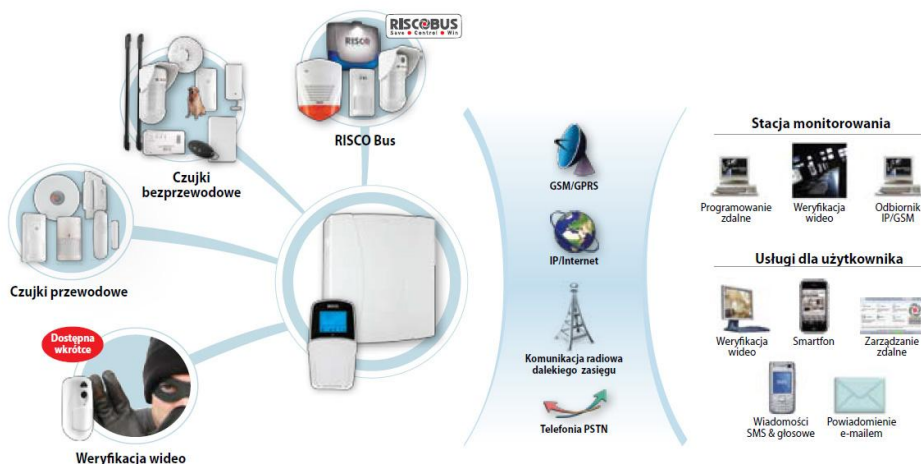 RISCOBUS
Save • Control • Win
RISCO
RISCO Bus
Czujki
bezprzewodowe
Czujki przewodowe
Dostępna
wkrótce
Weryfikacja wideo
GSM/GPRS
IP/Internet
Komunikacja radiowa
dalekiego zasięgu
Telefonia PSTN
Stacja monitorowania
Programowanie
zdalne
Weryfikacja
wideo
Odbiornik
IP/GSM
Usługi dla użytkownika
Weryfikacja
wideo
Smartfon
Zarządzanie
zdalne
Wiadomości
SMS & głosowe
Powiadomienie
e-mailem